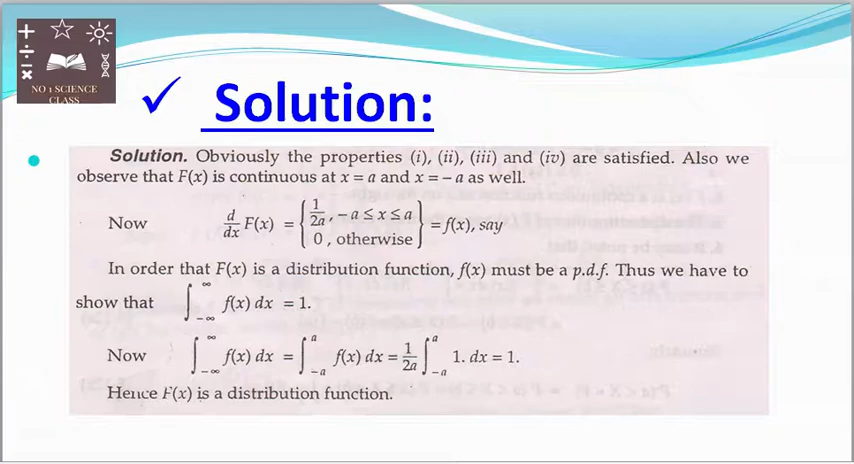 NO 1 SCIENCE
CLASS
✓ Solution:
Solution. Obviously the properties (i), (ii), (iii) and (iv) are satisfied. Also we
observe that F(x) is continuous at x = a and x = – a as well.
Now d/dx F(x) = { 1/2a , – a ≤ x ≤ a
0 , otherwise } = f(x), say
In order that F(x) is a distribution function, f(x) must be a p.d.f. Thus we have to
show that ∫_{–∞}^{∞} f(x) dx = 1.
Now ∫_{–∞}^{∞} f(x) dx = ∫_{–a}^{a} f(x) dx = 1/2a ∫_{–a}^{a} 1. dx = 1.
Hence F(x) is a distribution function.